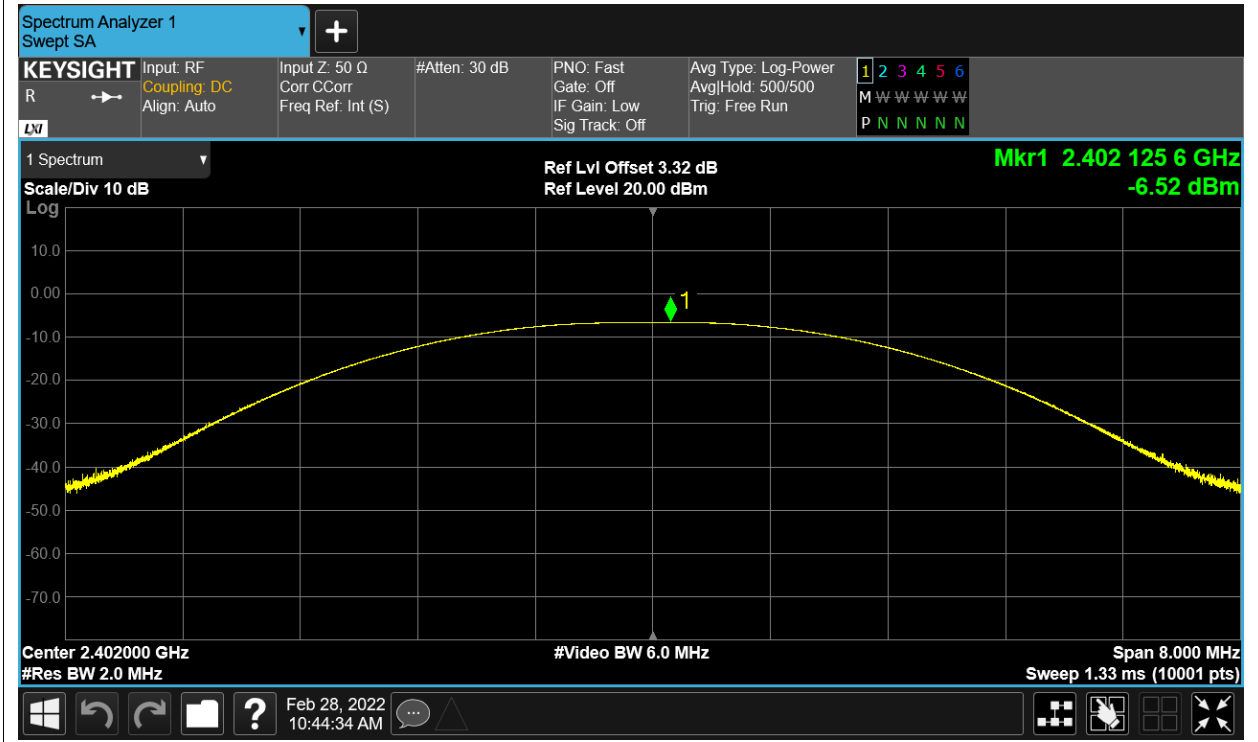 Spectrum Analyzer 1
Swept SA
KEYSIGHT
R
LXI
Input: RF
Coupling: DC
Align: Auto
Input Z: 50 Ω
Corr CCorr
Freq Ref: Int (S)
#Atten: 30 dB
PNO: Fast
Gate: Off
IF Gain: Low
Sig Track: Off
Avg Type: Log-Power
Avg|Hold: 500/500
Trig: Free Run
1 2 3 4 5 6
M W W W W W
P N N N N N
1 Spectrum
Scale/Div 10 dB
Ref Lvl Offset 3.32 dB
Ref Level 20.00 dBm
Mkr1 2.402 125 6 GHz
-6.52 dBm
Log
10.0
0.00
-10.0
-20.0
-30.0
-40.0
-50.0
-60.0
-70.0
1
Center 2.402000 GHz
#Res BW 2.0 MHz
#Video BW 6.0 MHz
Span 8.000 MHz
Sweep 1.33 ms (10001 pts)
?
Feb 28, 2022
10:44:34 AM